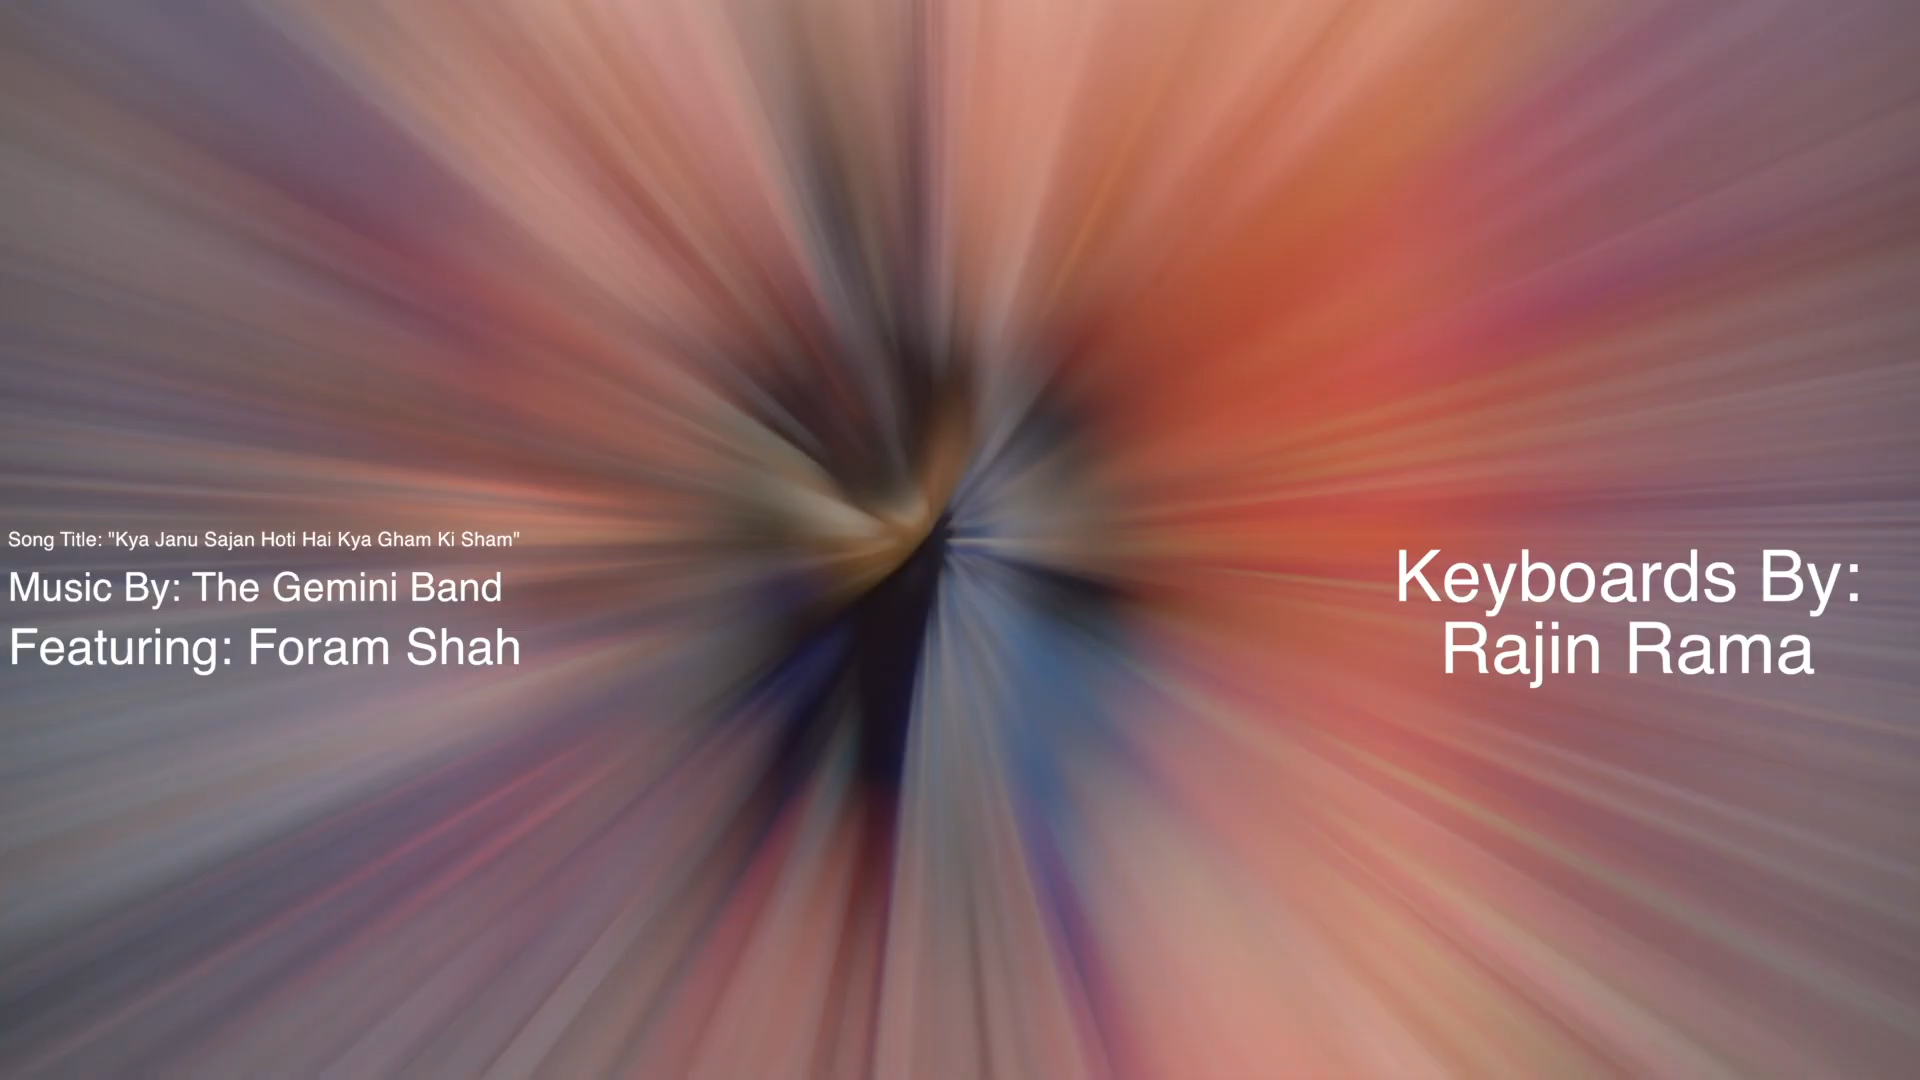 Song Title: "Kya Janu Sajan Hoti Hai Kya Gham Ki Sham"
Music By: The Gemini Band
Featuring: Foram Shah
Keyboards By:
Rajin Rama